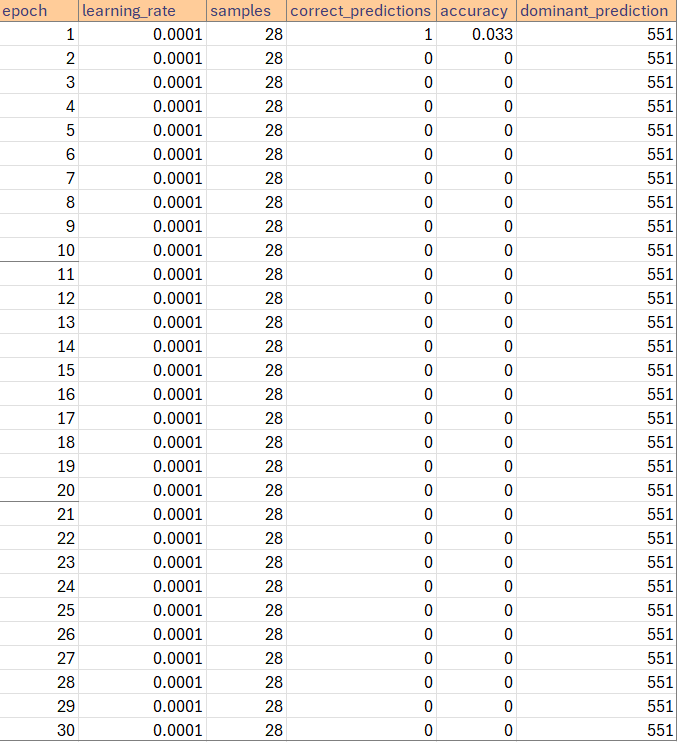 epoch learning_rate samples correct_predictions accuracy dominant_prediction
1 0.0001 28 1 0.033 551
2 0.0001 28 0 0 551
3 0.0001 28 0 0 551
4 0.0001 28 0 0 551
5 0.0001 28 0 0 551
6 0.0001 28 0 0 551
7 0.0001 28 0 0 551
8 0.0001 28 0 0 551
9 0.0001 28 0 0 551
10 0.0001 28 0 0 551
11 0.0001 28 0 0 551
12 0.0001 28 0 0 551
13 0.0001 28 0 0 551
14 0.0001 28 0 0 551
15 0.0001 28 0 0 551
16 0.0001 28 0 0 551
17 0.0001 28 0 0 551
18 0.0001 28 0 0 551
19 0.0001 28 0 0 551
20 0.0001 28 0 0 551
21 0.0001 28 0 0 551
22 0.0001 28 0 0 551
23 0.0001 28 0 0 551
24 0.0001 28 0 0 551
25 0.0001 28 0 0 551
26 0.0001 28 0 0 551
27 0.0001 28 0 0 551
28 0.0001 28 0 0 551
29 0.0001 28 0 0 551
30 0.0001 28 0 0 551